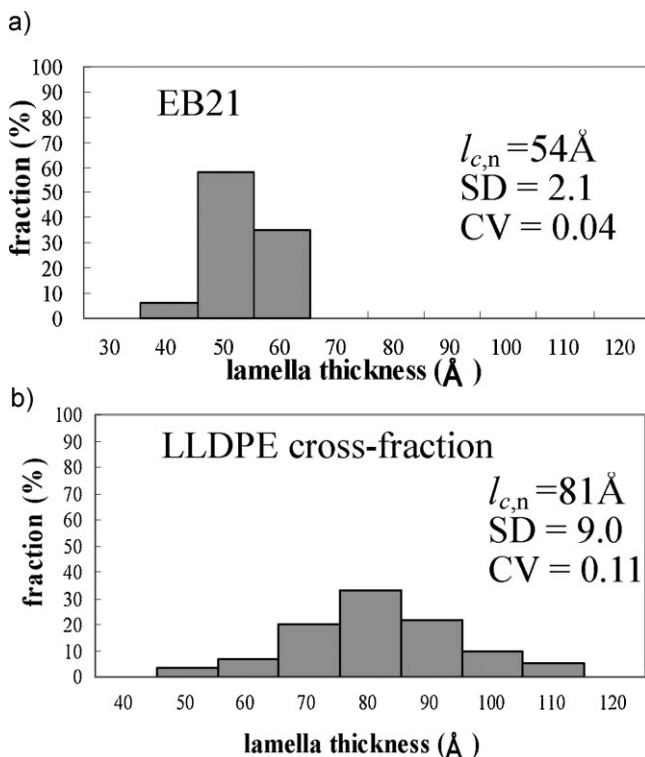 a)
100
90
80
70
60
50
40
30
20
10
0
fraction (%)
EB21
lc,n =54Å
SD = 2.1
CV = 0.04
30 40 50 60 70 80 90 100 110 120
lamella thickness (Å )
b)
100
90
80
70
60
50
40
30
20
10
0
fraction (%)
LLDPE cross-fraction
lc,n =81Å
SD = 9.0
CV = 0.11
40 50 60 70 80 90 100 110 120
lamella thickness (Å )